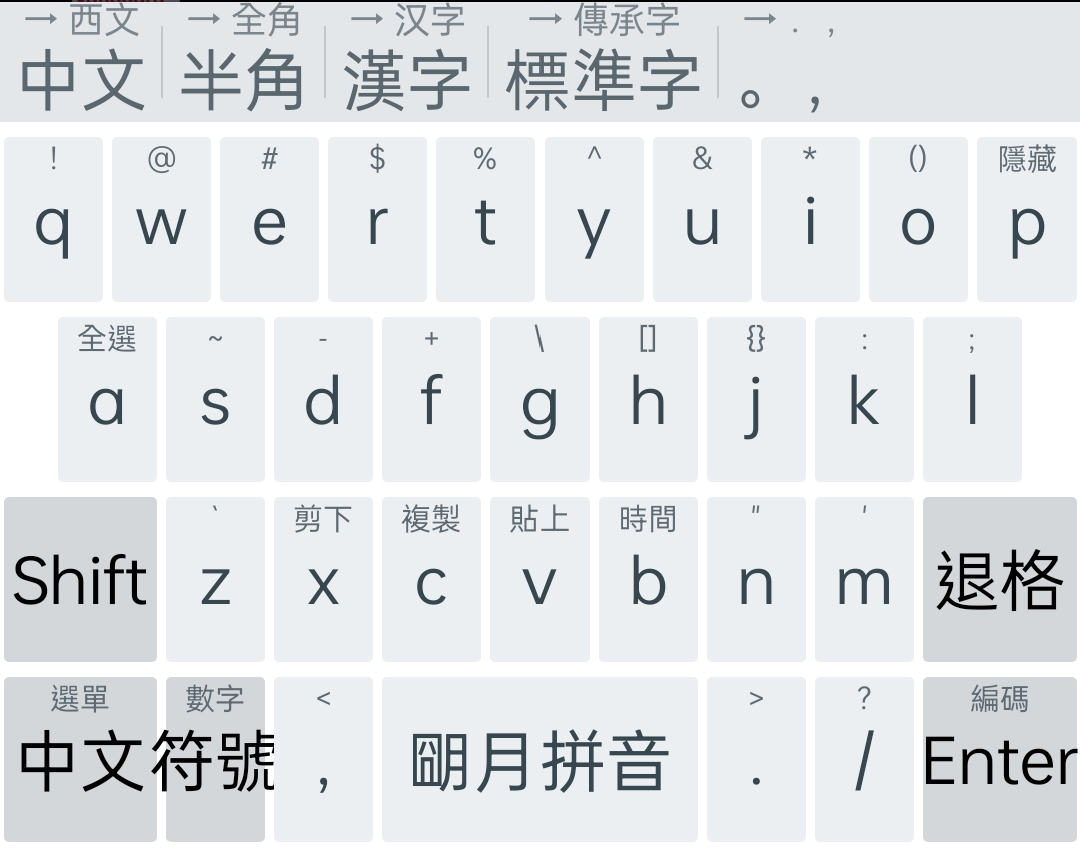 → 西文 → 全角 → 汉字 → 傳承字 → . ,
中文 半角 漢字 標準字 。,
! @ # $ % ^ & * () 隱藏
q w e r t y u i o p
全選 ~ - + \ [] {} : ;
a s d f g h j k l
` 剪下 複製 貼上 時間 " '
Shift z x c v b n m 退格
選單 數字 < > ? 編碼
中文 符號 , 朙月拼音 . / Enter